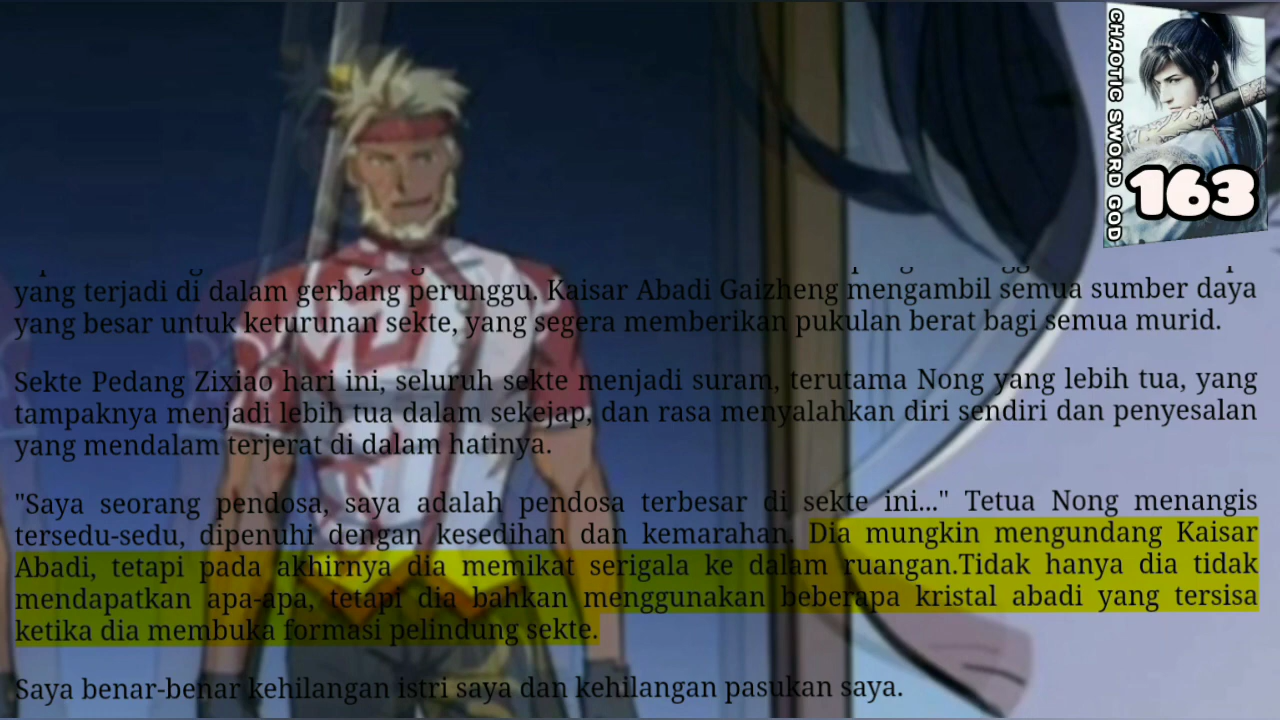 CHAOTIC SWORD GOD
163
yang terjadi di dalam gerbang perunggu. Kaisar Abadi Gaizheng mengambil semua sumber daya
yang besar untuk keturunan sekte, yang segera memberikan pukulan berat bagi semua murid.
Sekte Pedang Zixiao hari ini, seluruh sekte menjadi suram, terutama Nong yang lebih tua, yang
tampaknya menjadi lebih tua dalam sekejap, dan rasa menyalahkan diri sendiri dan penyesalan
yang mendalam terjerat di dalam hatinya.
"Saya seorang pendosa, saya adalah pendosa terbesar di sekte ini..." Tetua Nong menangis
tersedu-sedu, dipenuhi dengan kesedihan dan kemarahan. Dia mungkin mengundang Kaisar
Abadi, tetapi pada akhirnya dia memikat serigala ke dalam ruangan.Tidak hanya dia tidak
mendapatkan apa-apa, tetapi dia bahkan menggunakan beberapa kristal abadi yang tersisa
ketika dia membuka formasi pelindung sekte.
Saya benar-benar kehilangan istri saya dan kehilangan pasukan saya.